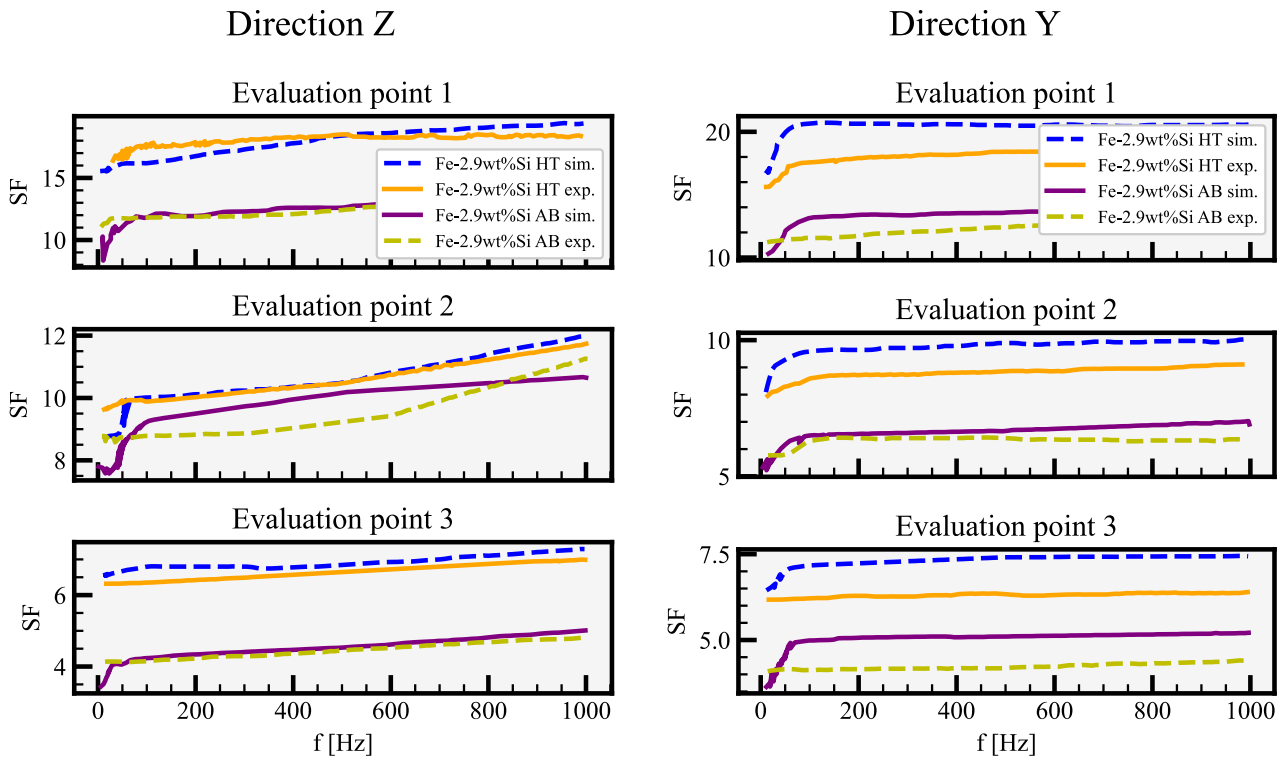 Direction Z
Direction Y
Evaluation point 1
SF
15
10
Fe-2.9wt%Si HT sim.
Fe-2.9wt%Si HT exp.
Fe-2.9wt%Si AB sim.
Fe-2.9wt%Si AB exp.
Evaluation point 1
SF
20
10
Fe-2.9wt%Si HT sim.
Fe-2.9wt%Si HT exp.
Fe-2.9wt%Si AB sim.
Fe-2.9wt%Si AB exp.
Evaluation point 2
SF
12
10
8
Evaluation point 2
SF
10
5
Evaluation point 3
SF
6
4
0 200 400 600 800 1000
f [Hz]
Evaluation point 3
SF
7.5
5.0
0 200 400 600 800 1000
f [Hz]